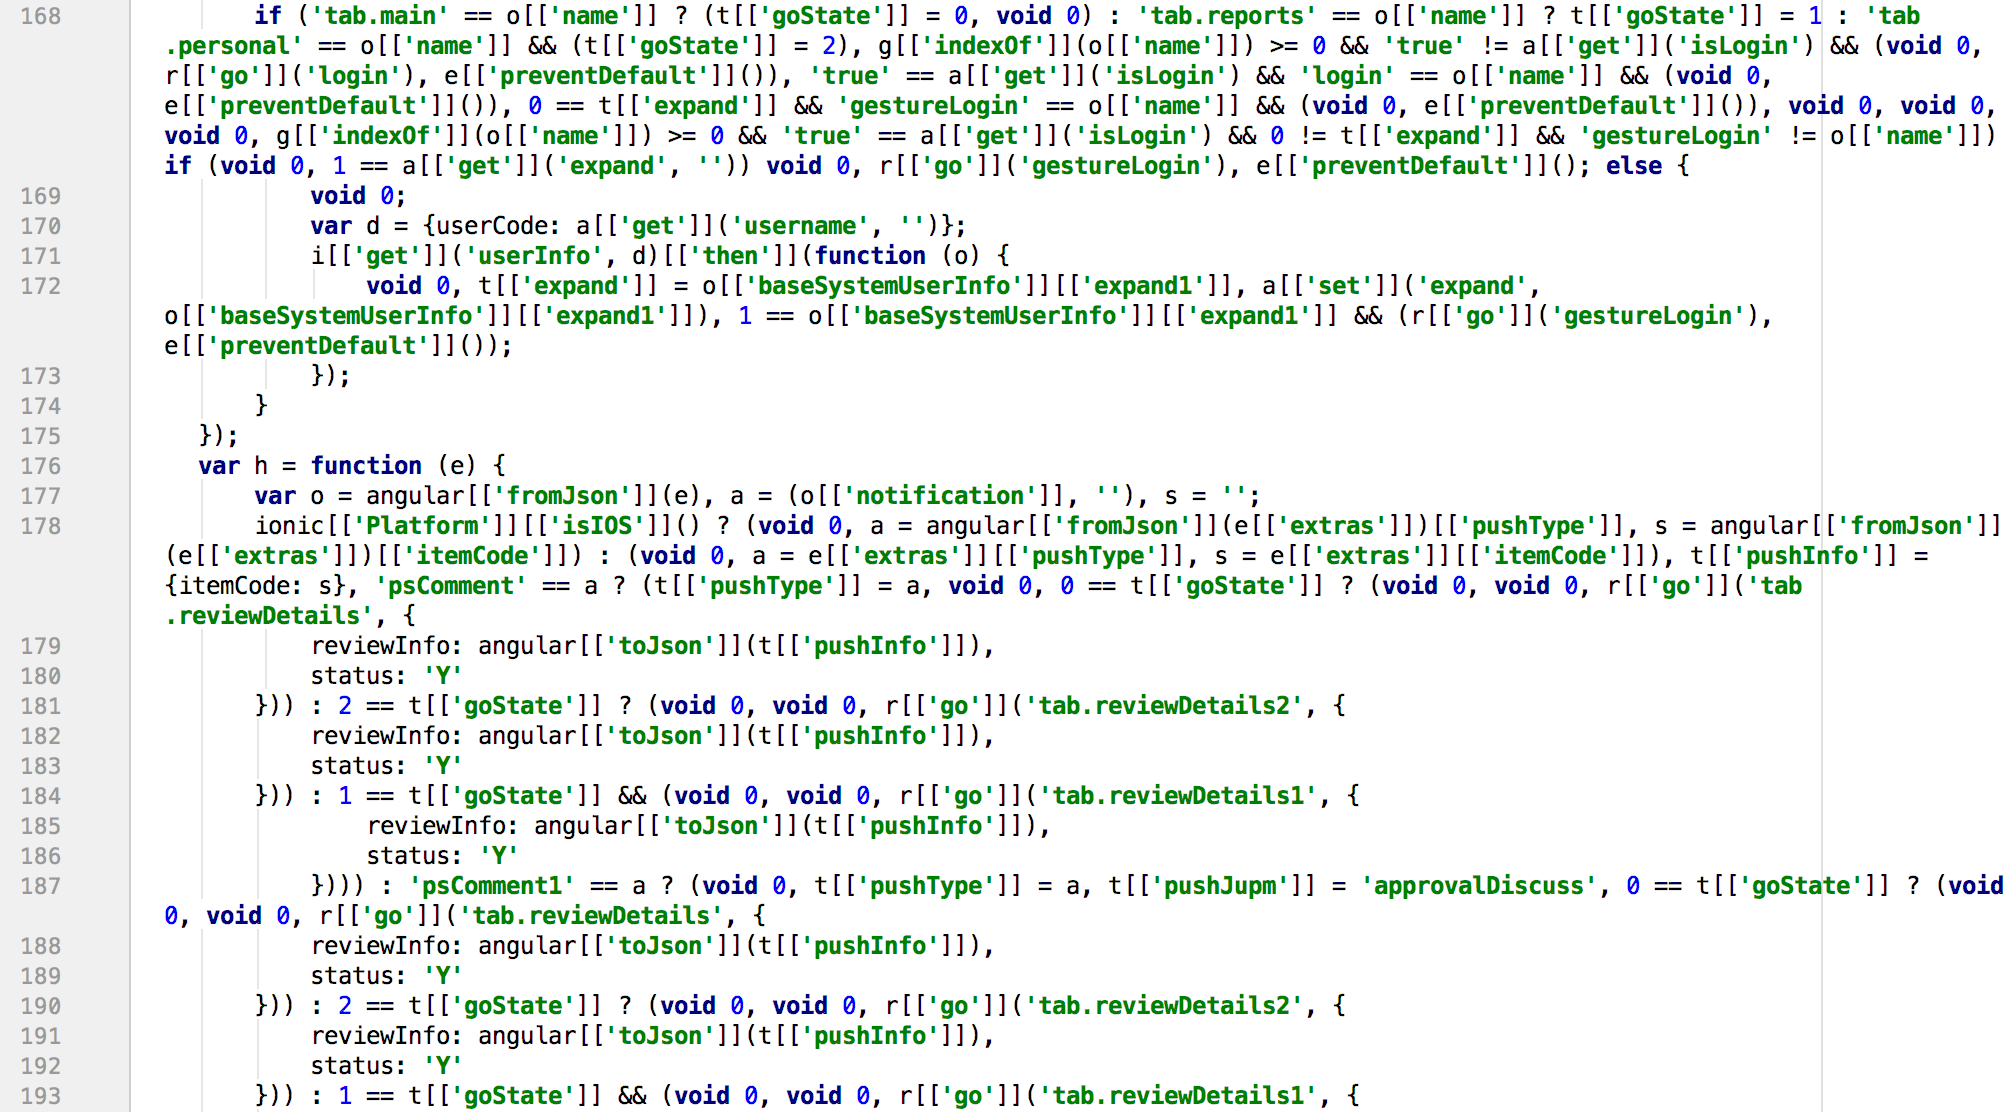 168 if ('tab.main' == o[['name']] ? (t[['goState']] = 0, void 0) : 'tab.reports' == o[['name']] ? t[['goState']] = 1 : 'tab
.personal' == o[['name']] && (t[['goState']] = 2), g[['indexOf']](o[['name']]) >= 0 && 'true' != a[['get']]('isLogin') && (void 0,
r[['go']]('login'), e[['preventDefault']]()), 'true' == a[['get']]('isLogin') && 'login' == o[['name']] && (void 0,
e[['preventDefault']]()), 0 == t[['expand']] && 'gestureLogin' == o[['name']] && (void 0, e[['preventDefault']]()), void 0, void 0,
void 0, g[['indexOf']](o[['name']]) >= 0 && 'true' == a[['get']]('isLogin') && 0 != t[['expand']] && 'gestureLogin' != o[['name']])
if (void 0, 1 == a[['get']]('expand', '')) void 0, r[['go']]('gestureLogin'), e[['preventDefault']](); else {
169 void 0;
170 var d = {userCode: a[['get']]('username', '')};
171 i[['get']]('userInfo', d)[['then']](function (o) {
172 void 0, t[['expand']] = o[['baseSystemUserInfo']][['expand1']], a[['set']]('expand',
o[['baseSystemUserInfo']][['expand1']]), 1 == o[['baseSystemUserInfo']][['expand1']] && (r[['go']]('gestureLogin'),
e[['preventDefault']]());
173 });
174 }
175 });
176 var h = function (e) {
177 var o = angular[['fromJson']](e), a = (o[['notification']], ''), s = '';
178 ionic[['Platform']][['isIOS']]() ? (void 0, a = angular[['fromJson']](e[['extras']])[['pushType']], s = angular[['fromJson']]
(e[['extras']])[['itemCode']]) : (void 0, a = e[['extras']][['pushType']], s = e[['extras']][['itemCode']]), t[['pushInfo']] =
{itemCode: s}, 'psComment' == a ? (t[['pushType']] = a, void 0, 0 == t[['goState']] ? (void 0, void 0, r[['go']]('tab
.reviewDetails', {
179 reviewInfo: angular[['toJson']](t[['pushInfo']]),
180 status: 'Y'
181 })) : 2 == t[['goState']] ? (void 0, void 0, r[['go']]('tab.reviewDetails2', {
182 reviewInfo: angular[['toJson']](t[['pushInfo']]),
183 status: 'Y'
184 })) : 1 == t[['goState']] && (void 0, void 0, r[['go']]('tab.reviewDetails1', {
185 reviewInfo: angular[['toJson']](t[['pushInfo']]),
186 status: 'Y'
187 }))) : 'psComment1' == a ? (void 0, t[['pushType']] = a, t[['pushJupm']] = 'approvalDiscuss', 0 == t[['goState']] ? (void
0, void 0, r[['go']]('tab.reviewDetails', {
188 reviewInfo: angular[['toJson']](t[['pushInfo']]),
189 status: 'Y'
190 })) : 2 == t[['goState']] ? (void 0, void 0, r[['go']]('tab.reviewDetails2', {
191 reviewInfo: angular[['toJson']](t[['pushInfo']]),
192 status: 'Y'
193 })) : 1 == t[['goState']] && (void 0, void 0, r[['go']]('tab.reviewDetails1', {